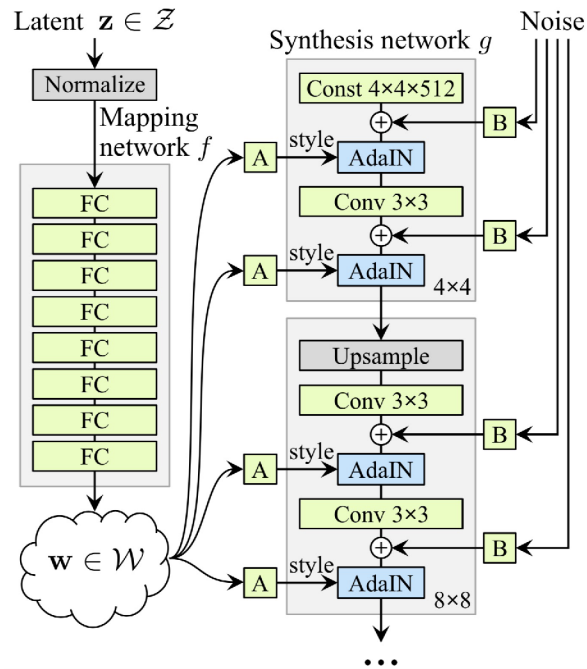 Latent z ∈ 𝒵
Normalize
Mapping
network f
FC
FC
FC
FC
FC
FC
FC
FC
w ∈ 𝒲
Synthesis network g
Noise
Const 4×4×512
B
A
style
AdaIN
Conv 3×3
B
A
style
AdaIN
4×4
Upsample
Conv 3×3
B
A
style
AdaIN
Conv 3×3
B
A
style
AdaIN
8×8
...